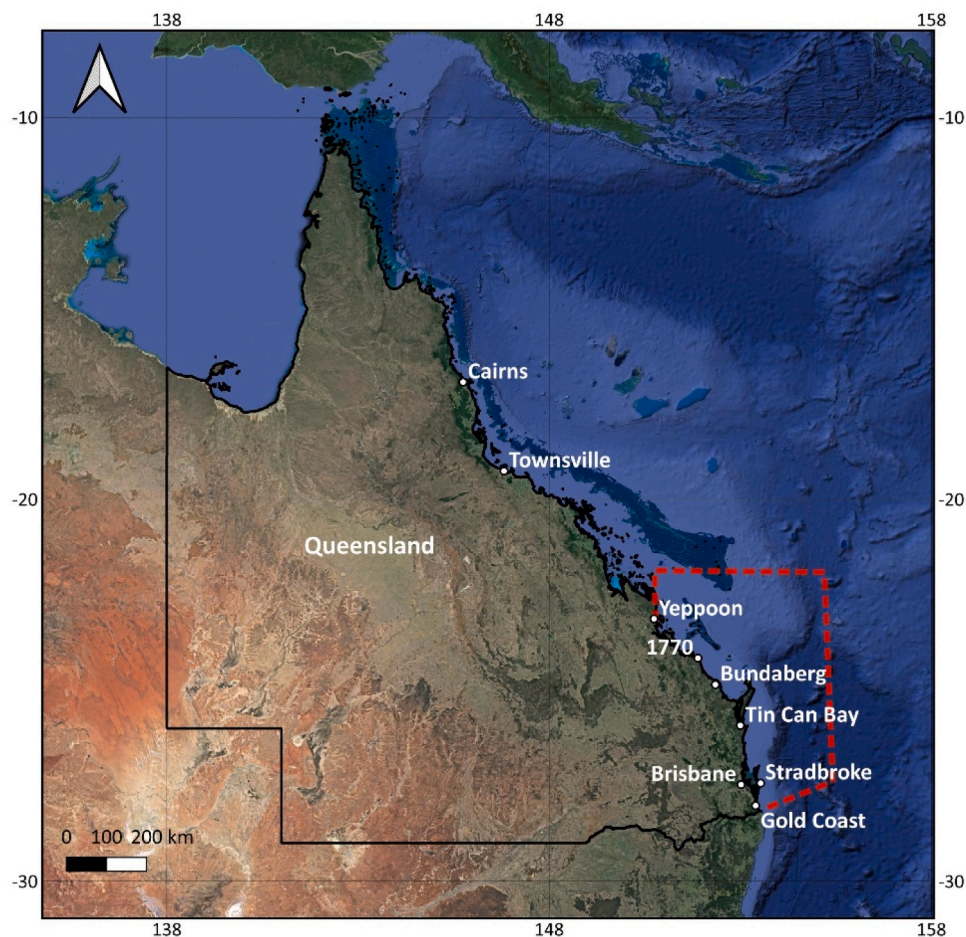 138 148 158
-10 -10
Cairns
Townsville
-20 -20
Queensland
Yeppoon
1770
Bundaberg
Tin Can Bay
Brisbane Stradbroke
Gold Coast
0 100 200 km
-30 -30
138 148 158